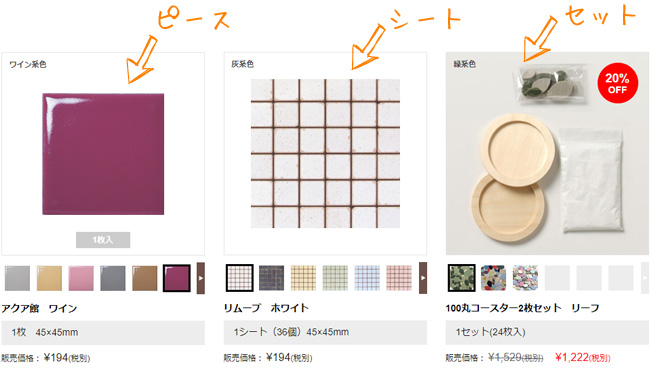 ピース
シート
セット
ワイン系色
1枚入
アクア館　ワイン
1枚　45×45mm
販売価格： ¥194(税別)
灰系色
リムーブ　ホワイト
1シート（36個）45×45mm
販売価格： ¥194(税別)
緑系色
20%
OFF
100丸コースター2枚セット　リーフ
1セット(24枚入)
販売価格： ¥1,529(税別) ¥1,222(税別)